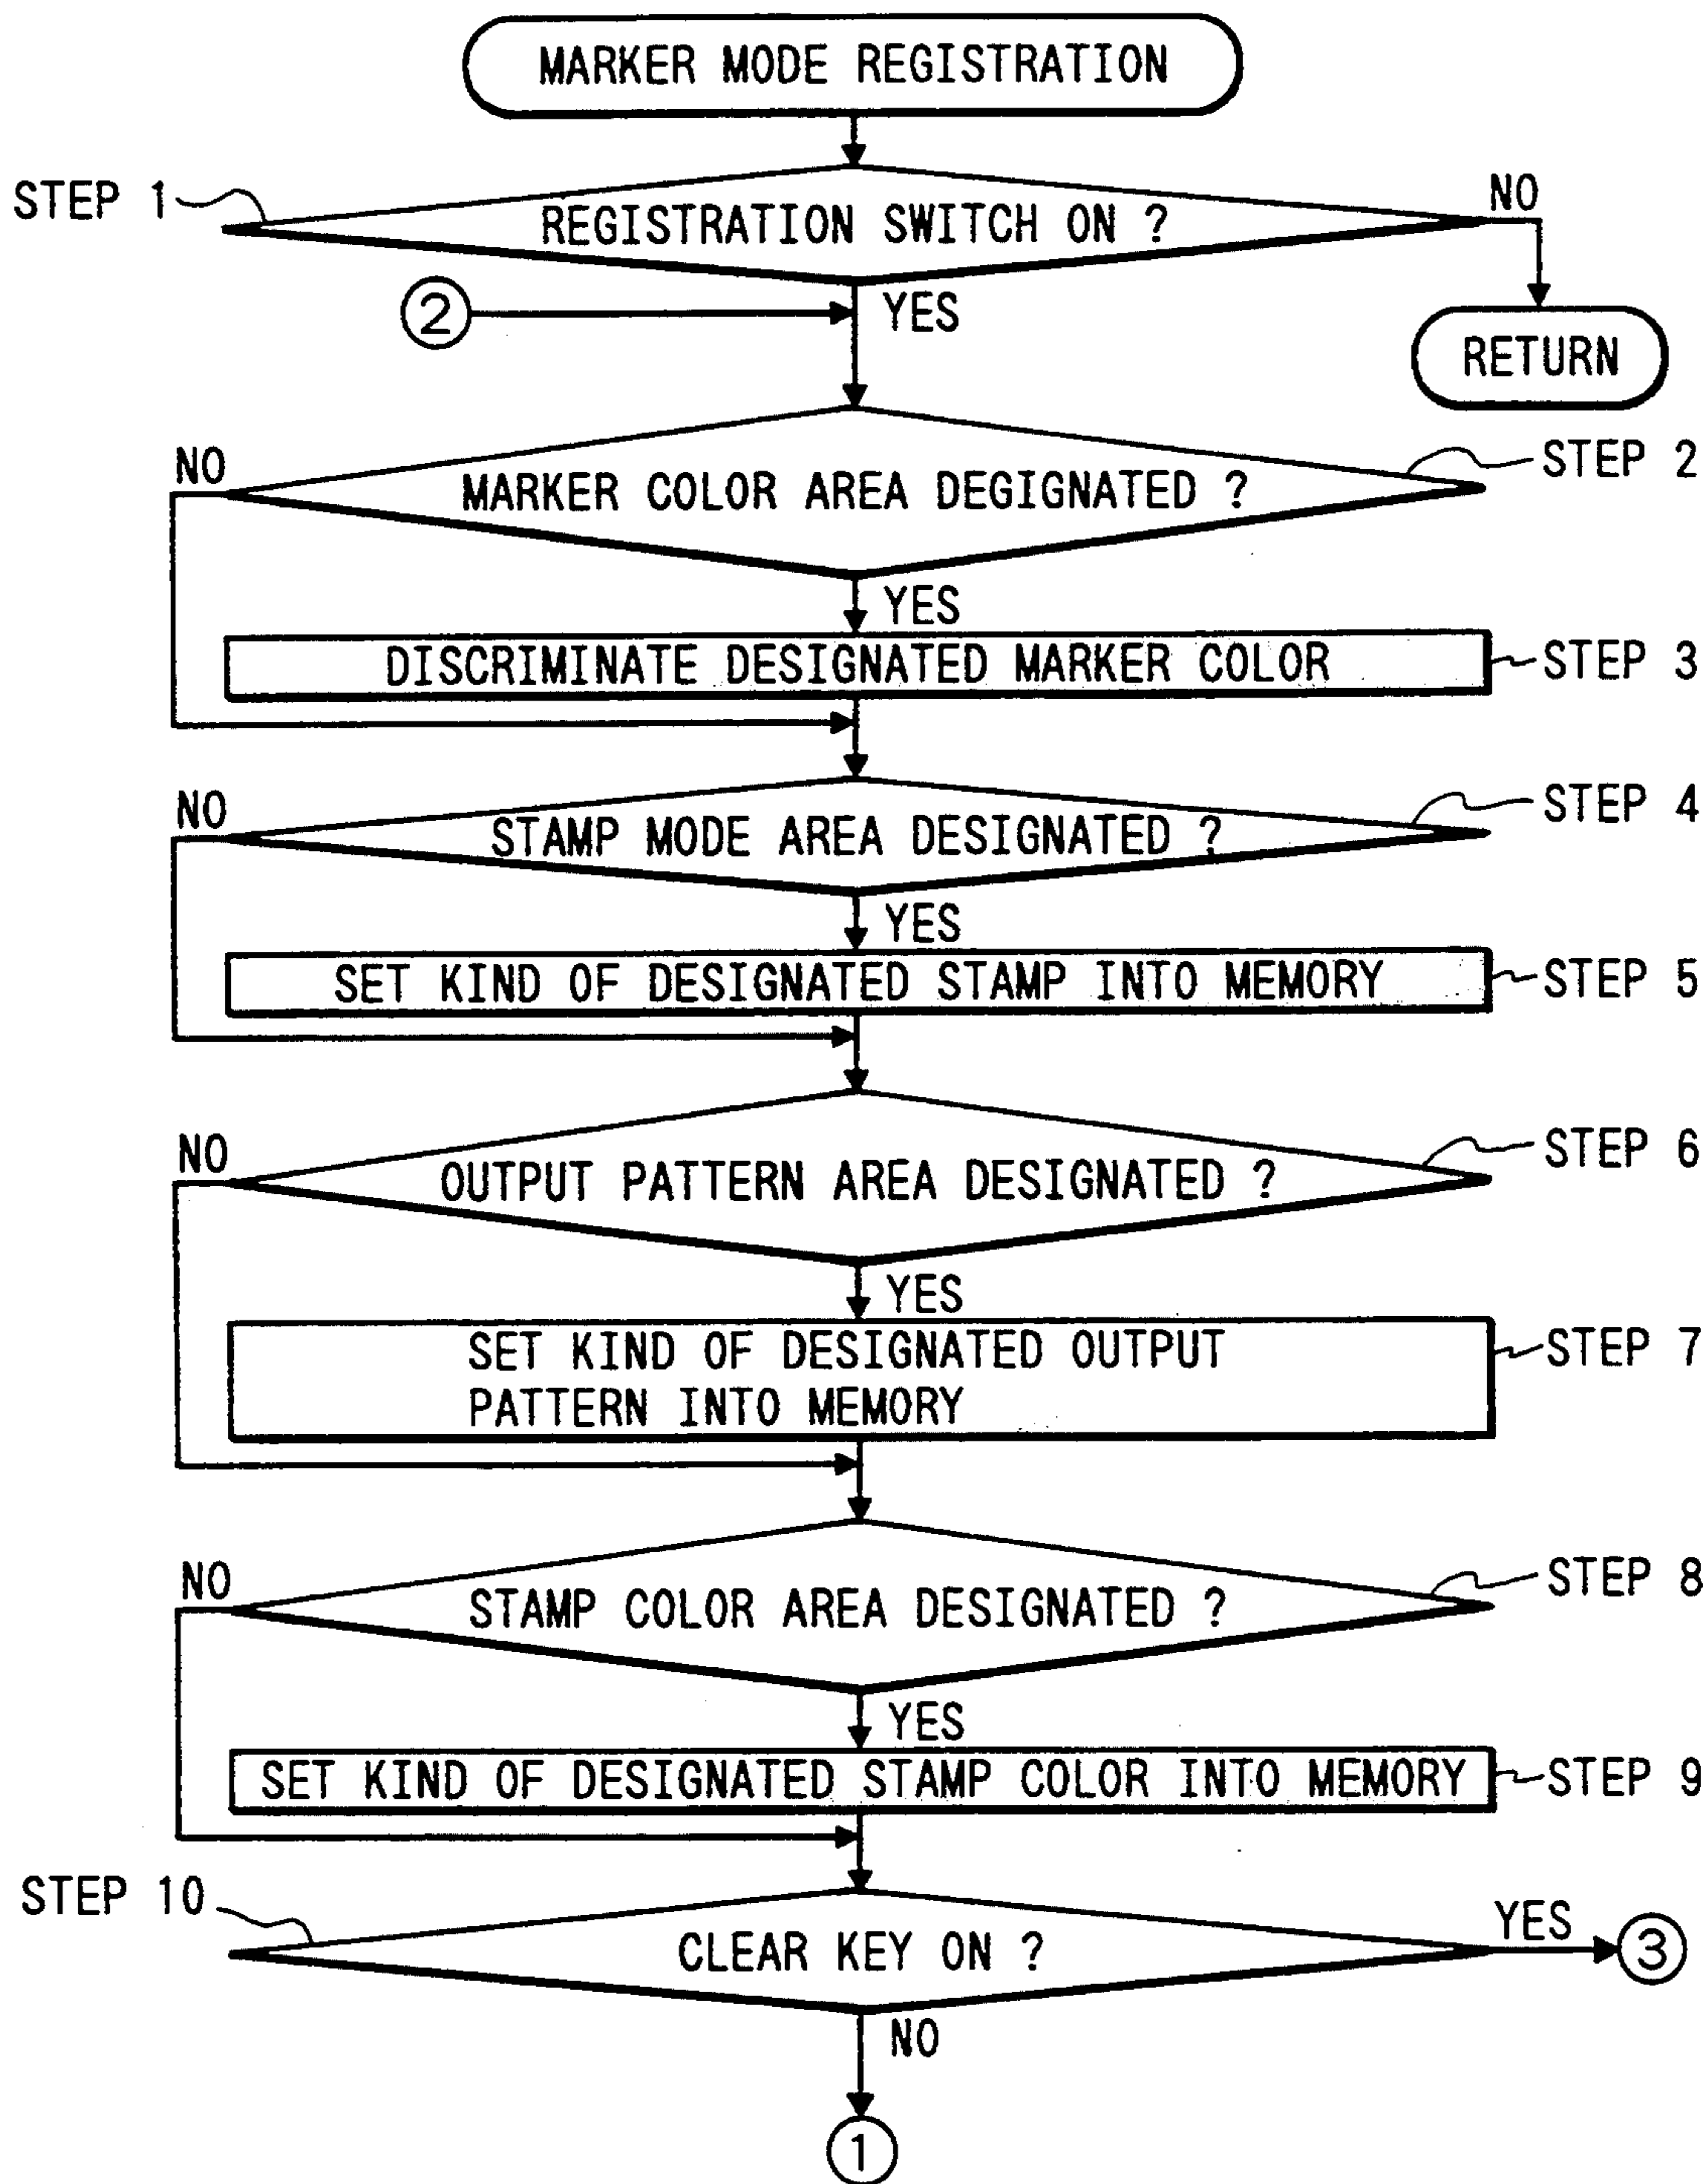 MARKER MODE REGISTRATION
STEP 1
REGISTRATION SWITCH ON ?
NO
2
YES
RETURN
NO
MARKER COLOR AREA DEGIGNATED ?
STEP 2
YES
DISCRIMINATE DESIGNATED MARKER COLOR
STEP 3
NO
STAMP MODE AREA DESIGNATED ?
STEP 4
YES
SET KIND OF DESIGNATED STAMP INTO MEMORY
STEP 5
NO
OUTPUT PATTERN AREA DESIGNATED ?
STEP 6
YES
SET KIND OF DESIGNATED OUTPUT
PATTERN INTO MEMORY
STEP 7
NO
STAMP COLOR AREA DESIGNATED ?
STEP 8
YES
SET KIND OF DESIGNATED STAMP COLOR INTO MEMORY
STEP 9
STEP 10
CLEAR KEY ON ?
YES
3
NO
1